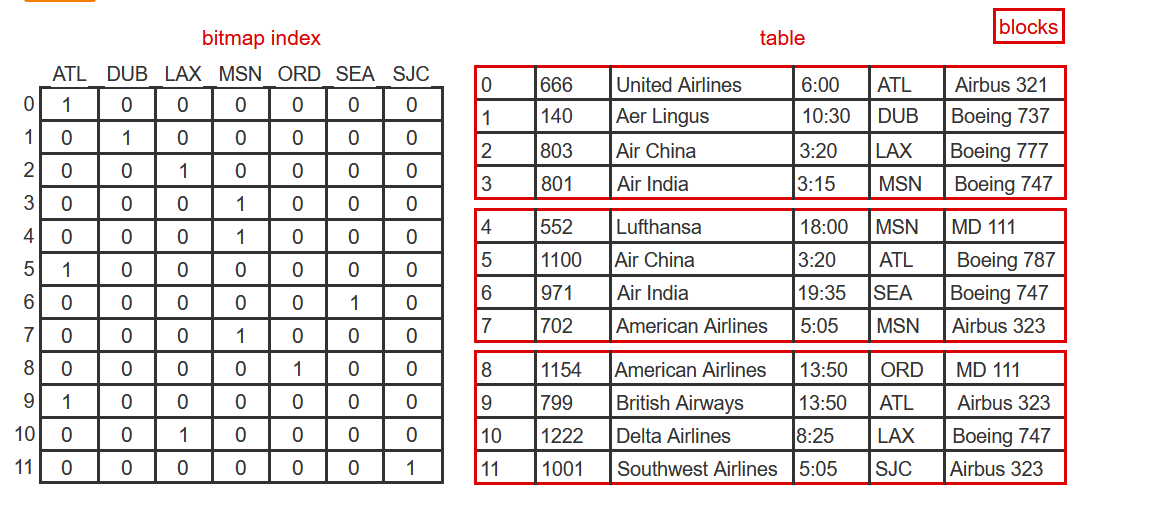 bitmap index
table
blocks
ATL DUB LAX MSN ORD SEA SJC
0 1 0 0 0 0 0 0
1 0 1 0 0 0 0 0
2 0 0 1 0 0 0 0
3 0 0 0 1 0 0 0
4 0 0 0 1 0 0 0
5 1 0 0 0 0 0 0
6 0 0 0 0 0 1 0
7 0 0 0 1 0 0 0
8 0 0 0 0 1 0 0
9 1 0 0 0 0 0 0
10 0 0 1 0 0 0 0
11 0 0 0 0 0 0 1
0 666 United Airlines 6:00 ATL Airbus 321
1 140 Aer Lingus 10:30 DUB Boeing 737
2 803 Air China 3:20 LAX Boeing 777
3 801 Air India 3:15 MSN Boeing 747
4 552 Lufthansa 18:00 MSN MD 111
5 1100 Air China 3:20 ATL Boeing 787
6 971 Air India 19:35 SEA Boeing 747
7 702 American Airlines 5:05 MSN Airbus 323
8 1154 American Airlines 13:50 ORD MD 111
9 799 British Airways 13:50 ATL Airbus 323
10 1222 Delta Airlines 8:25 LAX Boeing 747
11 1001 Southwest Airlines 5:05 SJC Airbus 323